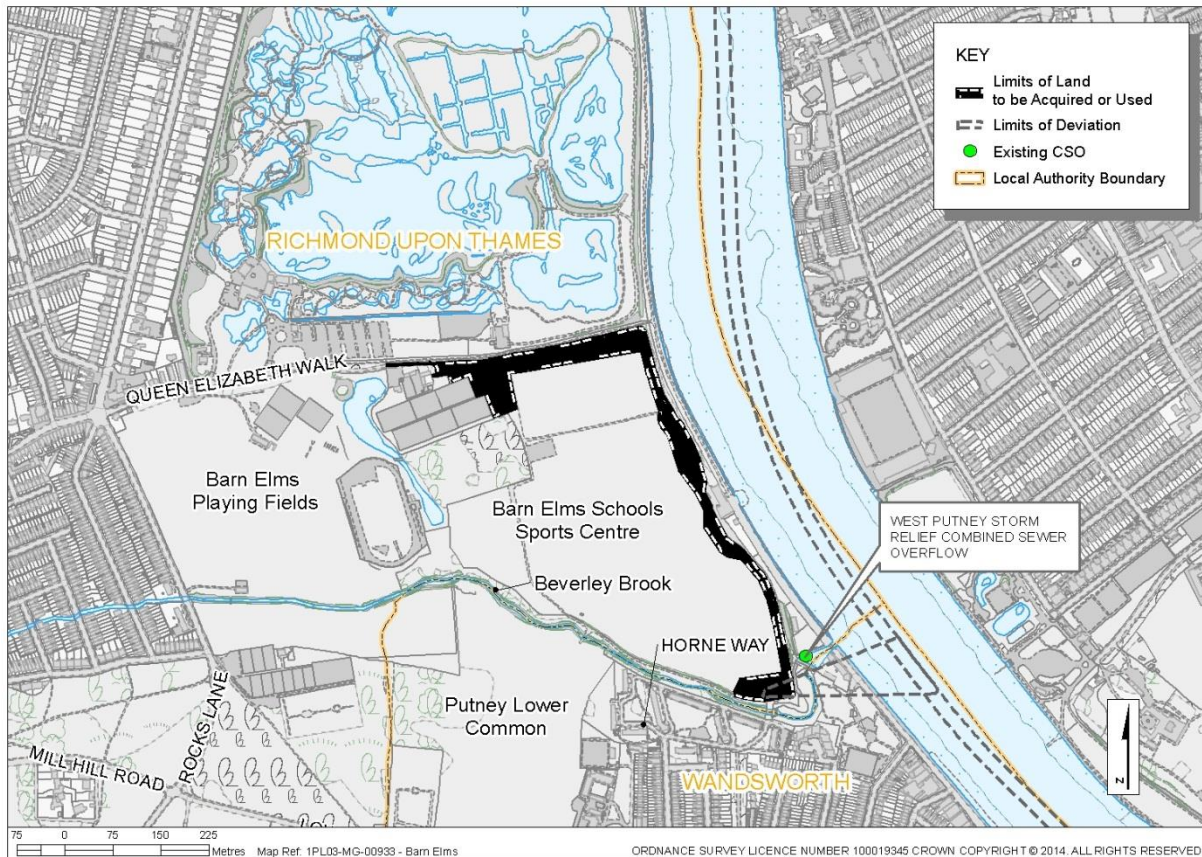 KEY
Limits of Land
to be Acquired or Used
Limits of Deviation
Existing CSO
Local Authority Boundary
RICHMOND UPON THAMES
QUEEN ELIZABETH WALK
Barn Elms
Playing Fields
Barn Elms Schools
Sports Centre
WEST PUTNEY STORM
RELIEF COMBINED SEWER
OVERFLOW
Beverley Brook
HORNE WAY
Putney Lower
Common
ROCKS LANE
MILL HILL ROAD
WANDSWORTH
N
75 0 75 150 225
Metres Map Ref: 1PL03-MG-00933 - Barn Elms
ORDNANCE SURVEY LICENCE NUMBER 100019345 CROWN COPYRIGHT © 2014. ALL RIGHTS RESERVED